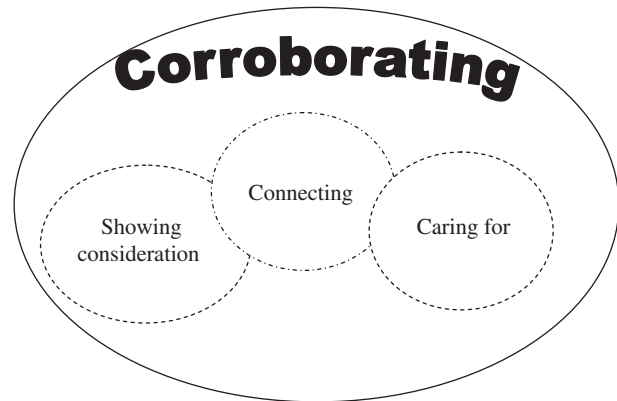 Corroborating
Connecting
Showing
consideration
Caring for